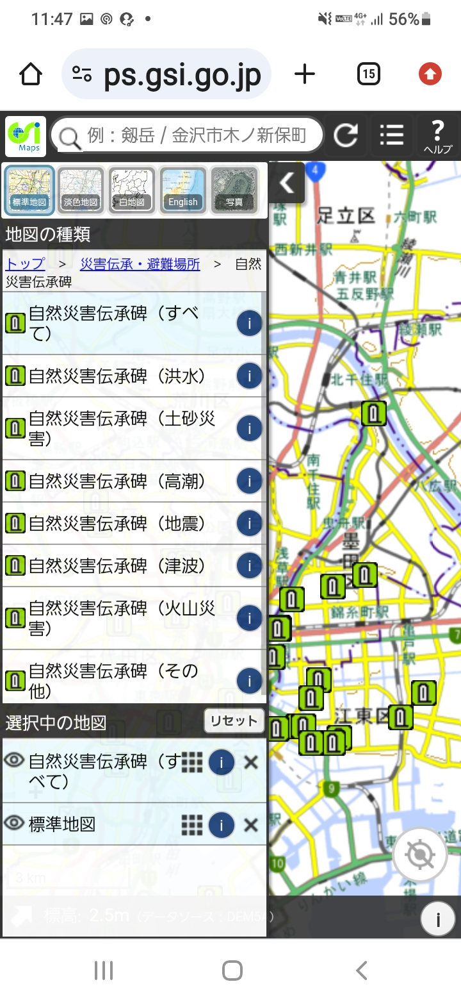 11:47
VoLTE 4G+ 56%
ps.gsi.go.jp
15
GSI
Maps
例：剱岳 / 金沢市木ノ新保町
?
ヘルプ
標準地図
淡色地図
白地図
English
写真
地図の種類
トップ > 災害伝承・避難場所 > 自然
災害伝承碑
自然災害伝承碑（すべ
て）
i
自然災害伝承碑（洪水）
i
自然災害伝承碑（土砂災
害）
i
自然災害伝承碑（高潮）
i
自然災害伝承碑（地震）
i
自然災害伝承碑（津波）
i
自然災害伝承碑（火山災
害）
i
自然災害伝承碑（その
他）
i
選択中の地図
リセット
自然災害伝承碑（す
べて）
i
標準地図
i
3 km
標高: 2.5m（データソース：DEM5A）
4
足立区
六町駅
西新井駅
綾瀬川
青井駅
五反野駅
綾瀬駅
北千住駅
南千住駅
八広駅
曳舟駅
墨田区
浅草駅
錦糸町駅
亀戸駅
7
江東区
9
10
りんかい線
i